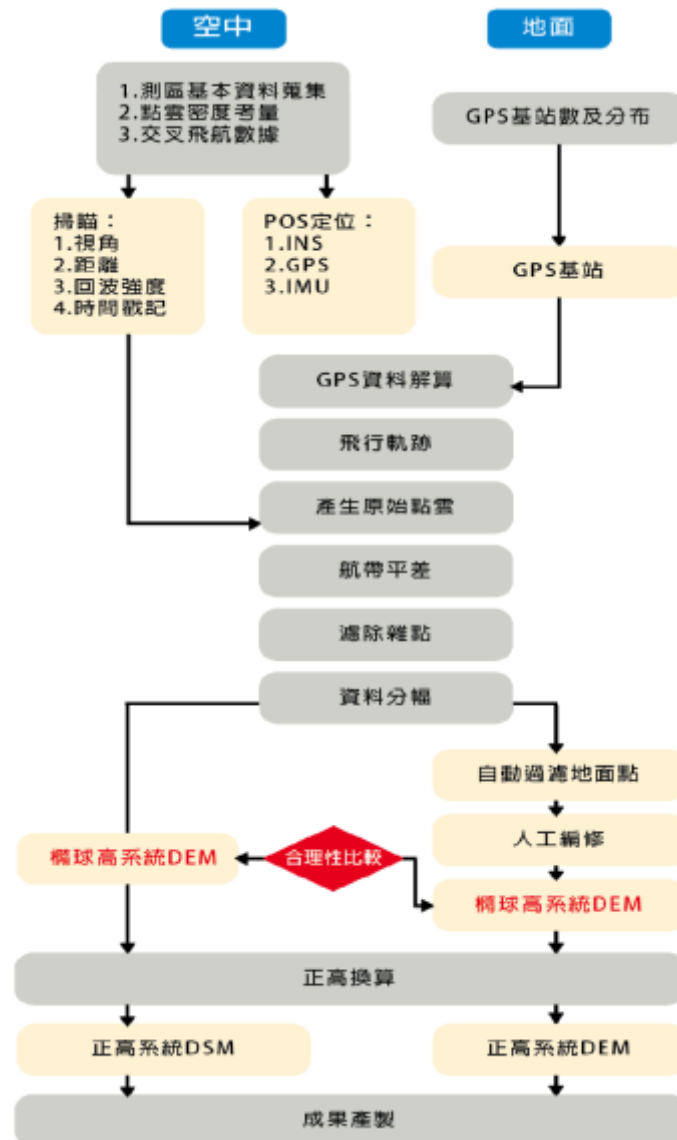 空中
地面
1.測區基本資料蒐集
2.點雲密度考量
3.交叉飛航數據
GPS基站數及分布
掃瞄：
1.視角
2.距離
3.回波強度
4.時間戳記
POS定位：
1.INS
2.GPS
3.IMU
GPS基站
GPS資料解算
飛行軌跡
產生原始點雲
航帶平差
濾除雜點
資料分幅
自動過濾地面點
人工編修
橢球高系統DEM
合理性比較
橢球高系統DEM
正高換算
正高系統DSM
正高系統DEM
成果產製